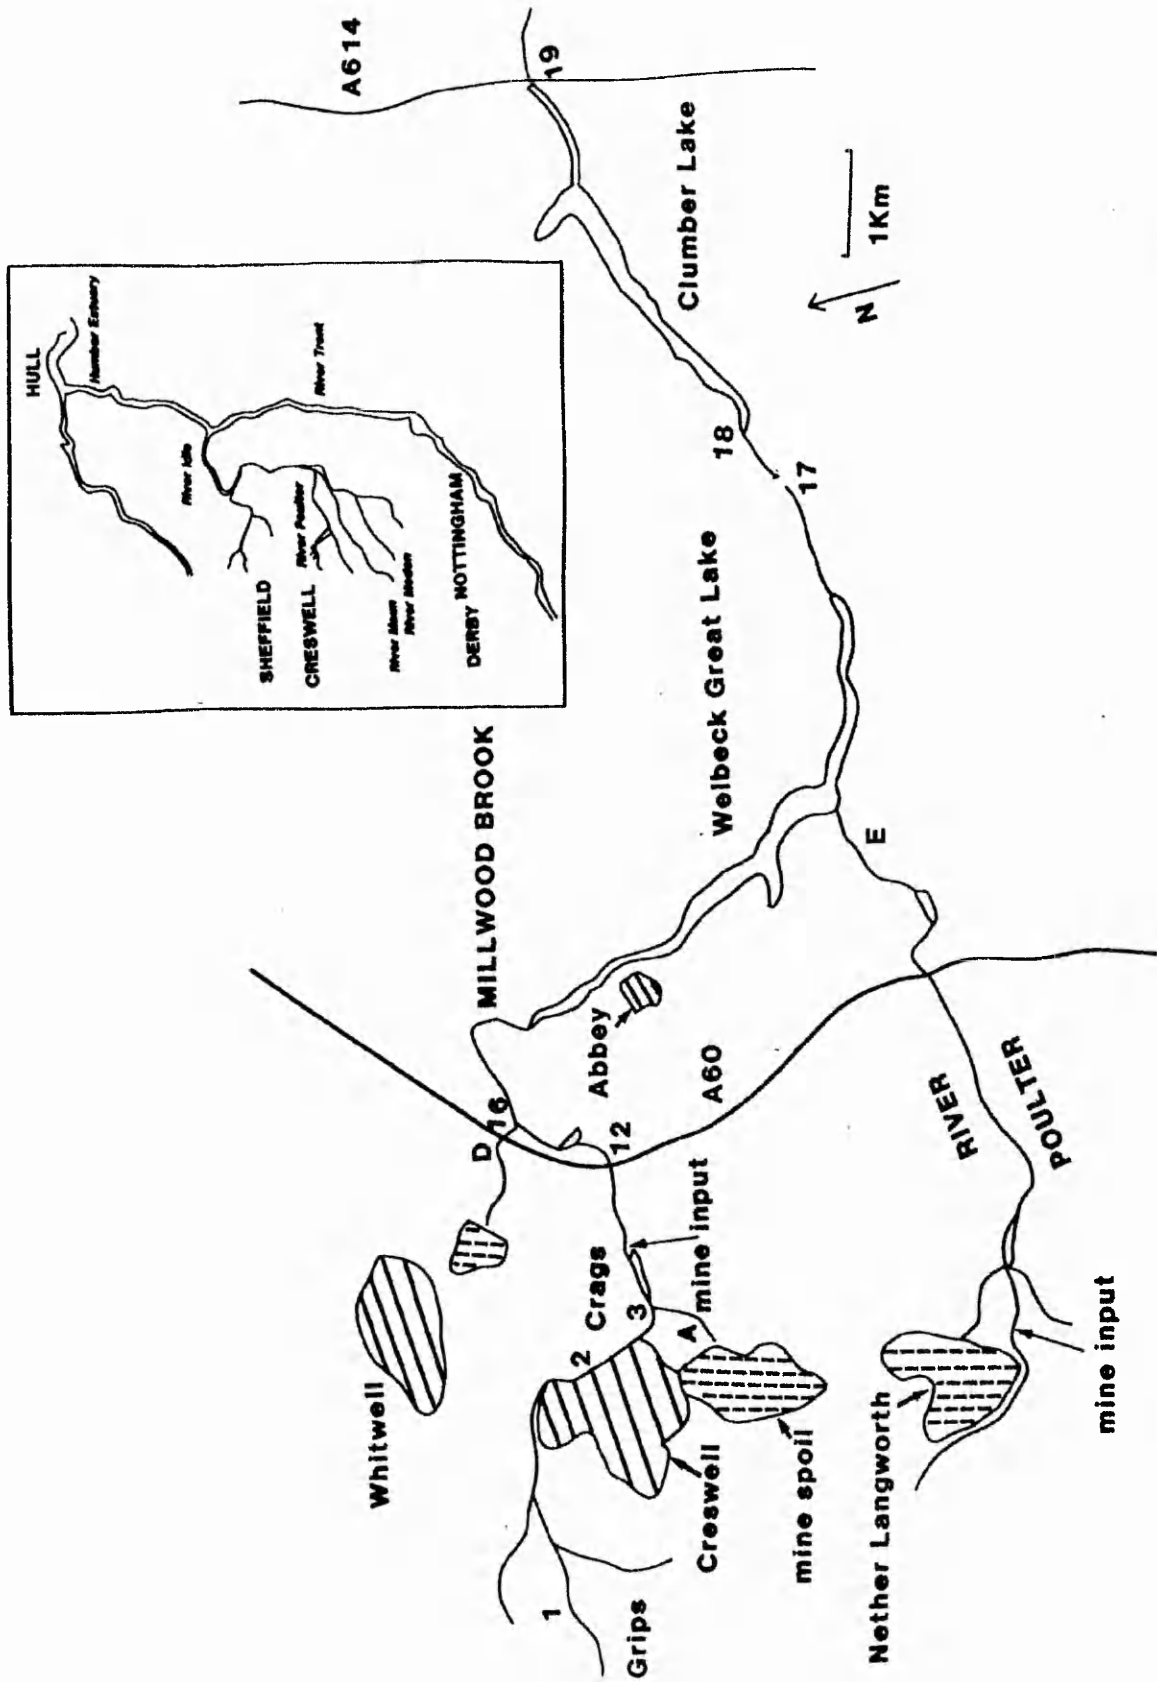 HULL
Humber Estuary
River Idle
River Trent
SHEFFIELD
River Poulter
CRESWELL
River Maun
River Meden
DERBY
NOTTINGHAM
A614
19
Clumber Lake
1Km
N
18
17
MILLWOOD BROOK
Welbeck Great Lake
E
D
16
Abbey
12
A60
RIVER
POULTER
Whitwell
Crags
mine input
2
3
A
1
Grips
Creswell
mine spoil
Nether Langworth
mine input